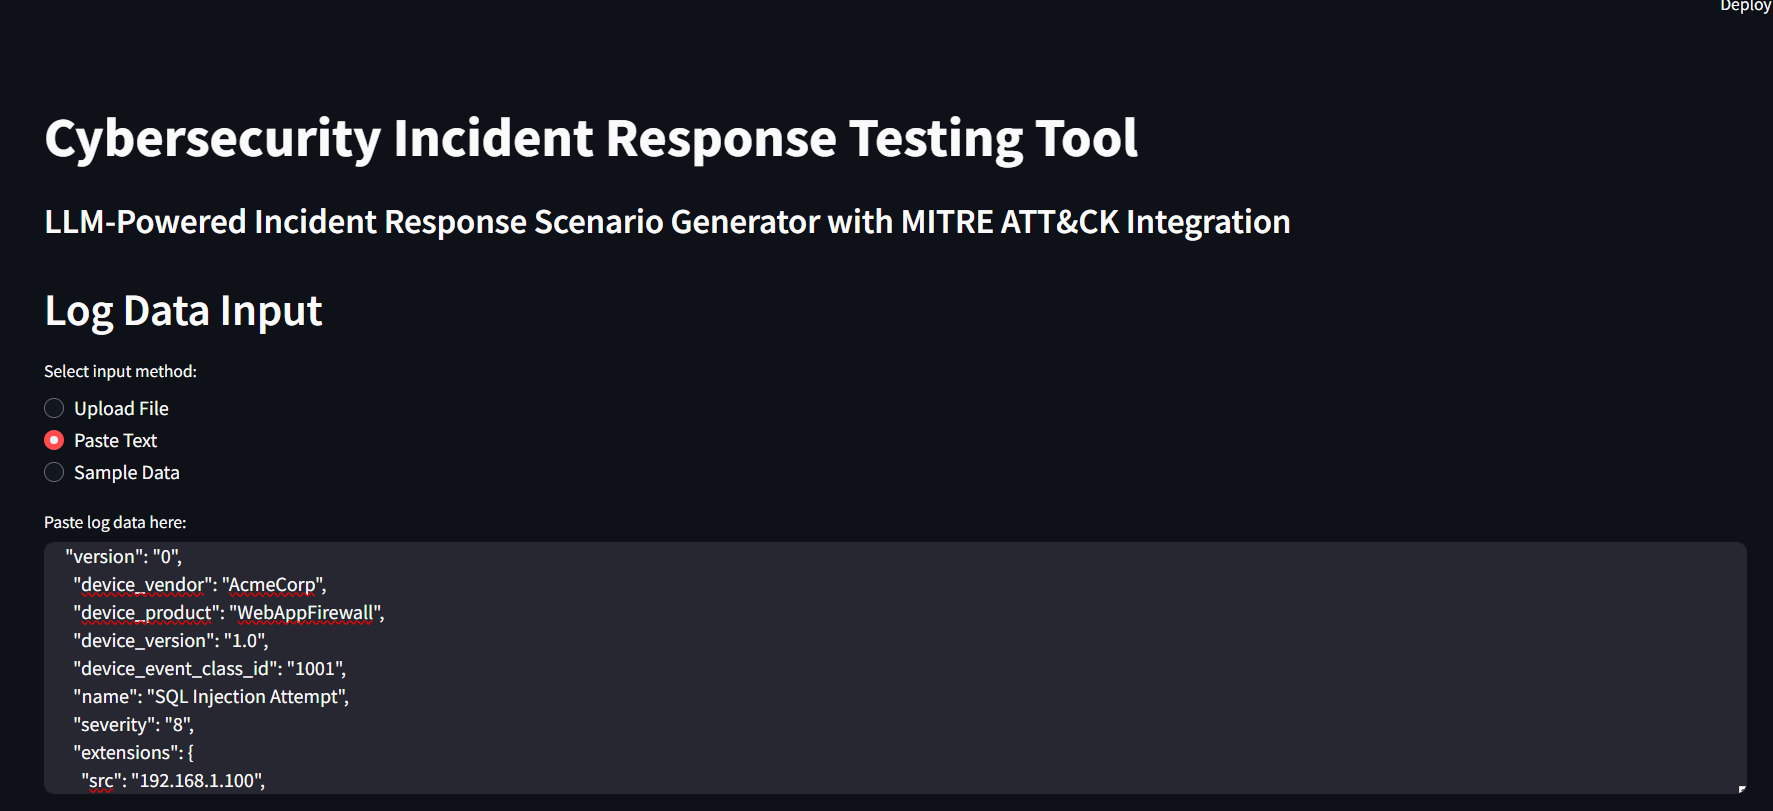 Deploy
Cybersecurity Incident Response Testing Tool
LLM-Powered Incident Response Scenario Generator with MITRE ATT&CK Integration
Log Data Input
Select input method:
Upload File
Paste Text
Sample Data
Paste log data here:
"version": "0",
"device_vendor": "AcmeCorp",
"device_product": "WebAppFirewall",
"device_version": "1.0",
"device_event_class_id": "1001",
"name": "SQL Injection Attempt",
"severity": "8",
"extensions": {
"src": "192.168.1.100",